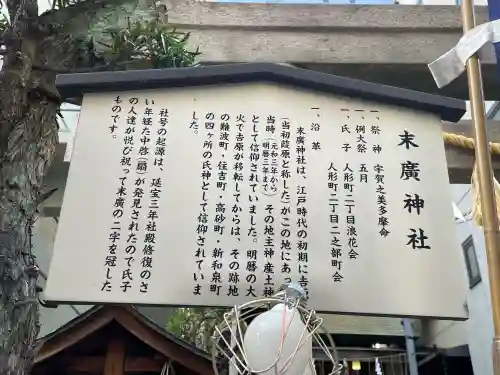 末廣神社
一、祭神 宇賀之美多座命
一、例大祭 五月
一、氏子 人形町二丁目浪花会
人形町二丁目二之部町会
一、沿革
末廣神社は、江戸時代の初期に吉
(当初葭原と称した)がこの地にあっ
当時、(元和三年から明暦三年まで)その地主神 産土神
として信仰されていました。明暦の大
火で吉原が移転してからは、その跡地
の難波町・住吉町・高砂町・新和泉町
の四ヶ所の氏神として信仰されていま
した。
社号の起源は、延宝三年社殿修復のさ
い年経た中啓(扇)が発見されたので氏子
の人達が悦び祝って末廣の二字を冠した
ものです。